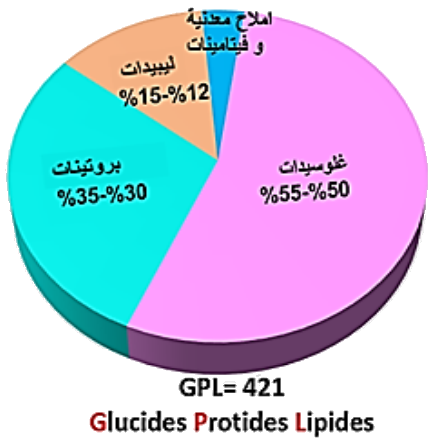 املاح معدنية
و فيتامينات
ليبيدات
%15-%12
بروتينات
%35-%30
غلوسيدات
%55-%50
GPL= 421
Glucides Protides Lipides